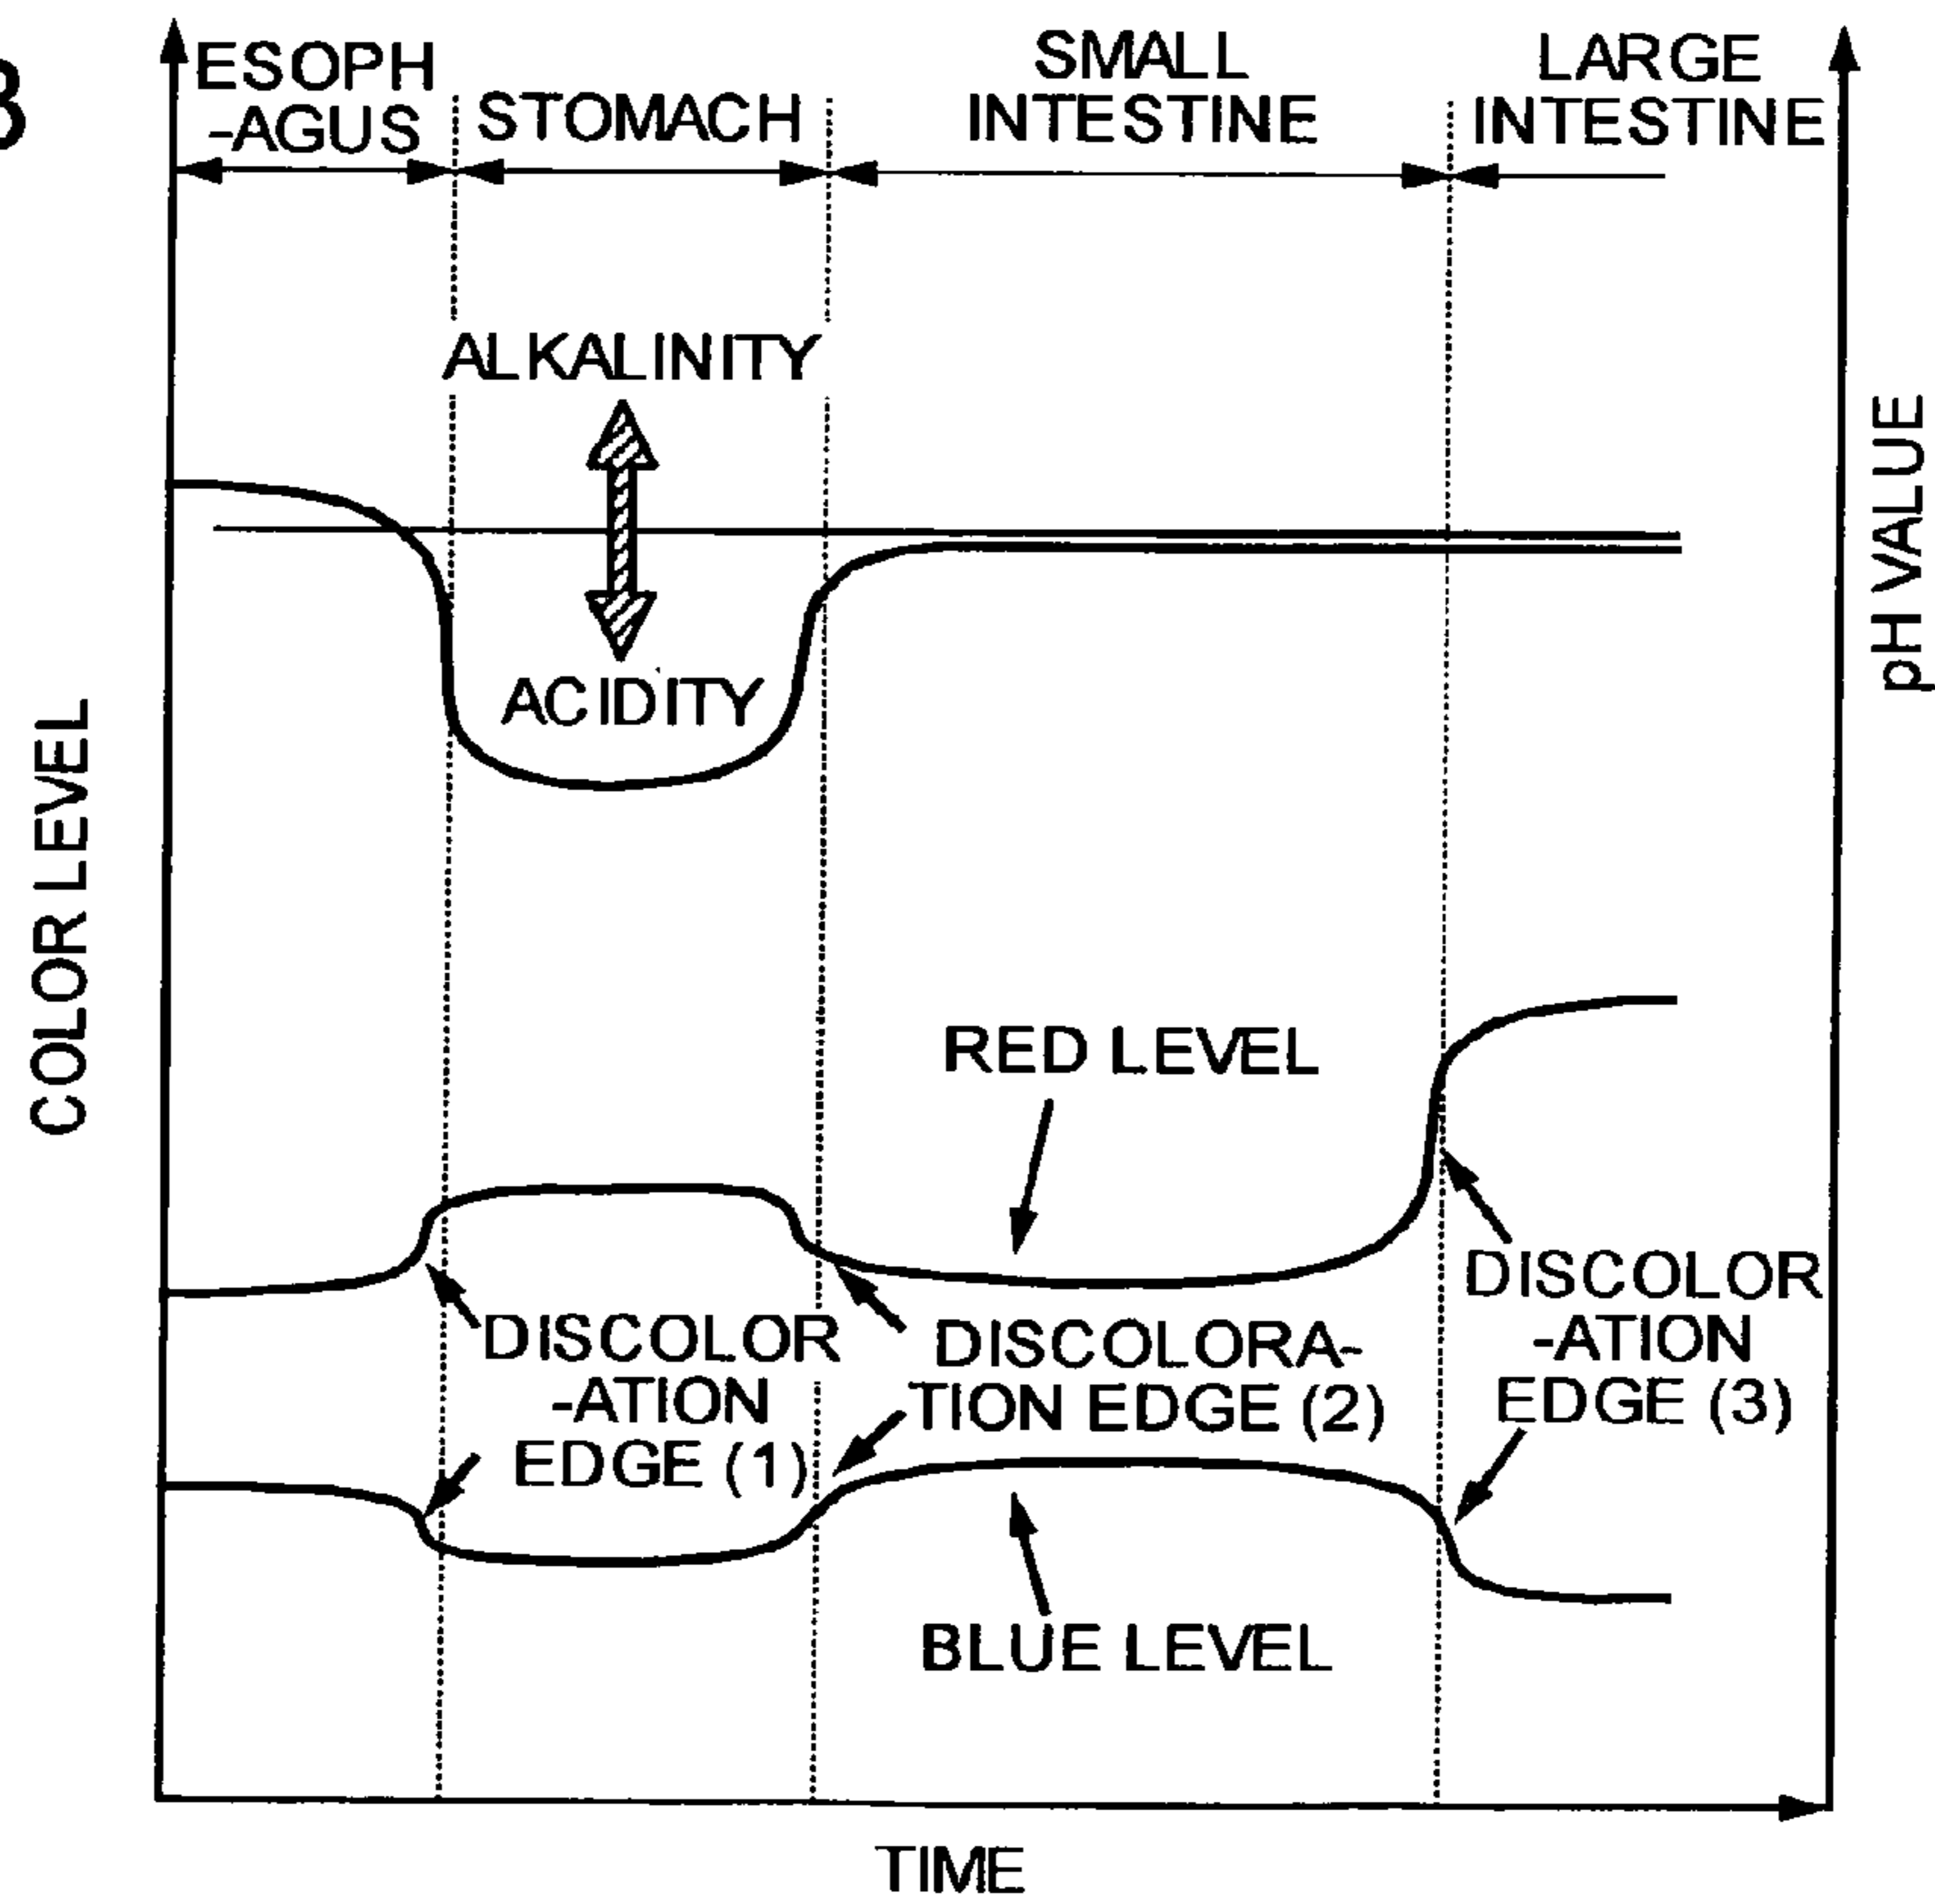 ESOPH
-AGUS
STOMACH
SMALL
INTESTINE
LARGE
INTESTINE
ALKALINITY
ACIDITY
COLOR LEVEL
pH VALUE
RED LEVEL
DISCOLOR
-ATION
EDGE (1)
DISCOLORA-
TION EDGE (2)
DISCOLOR
-ATION
EDGE (3)
BLUE LEVEL
TIME